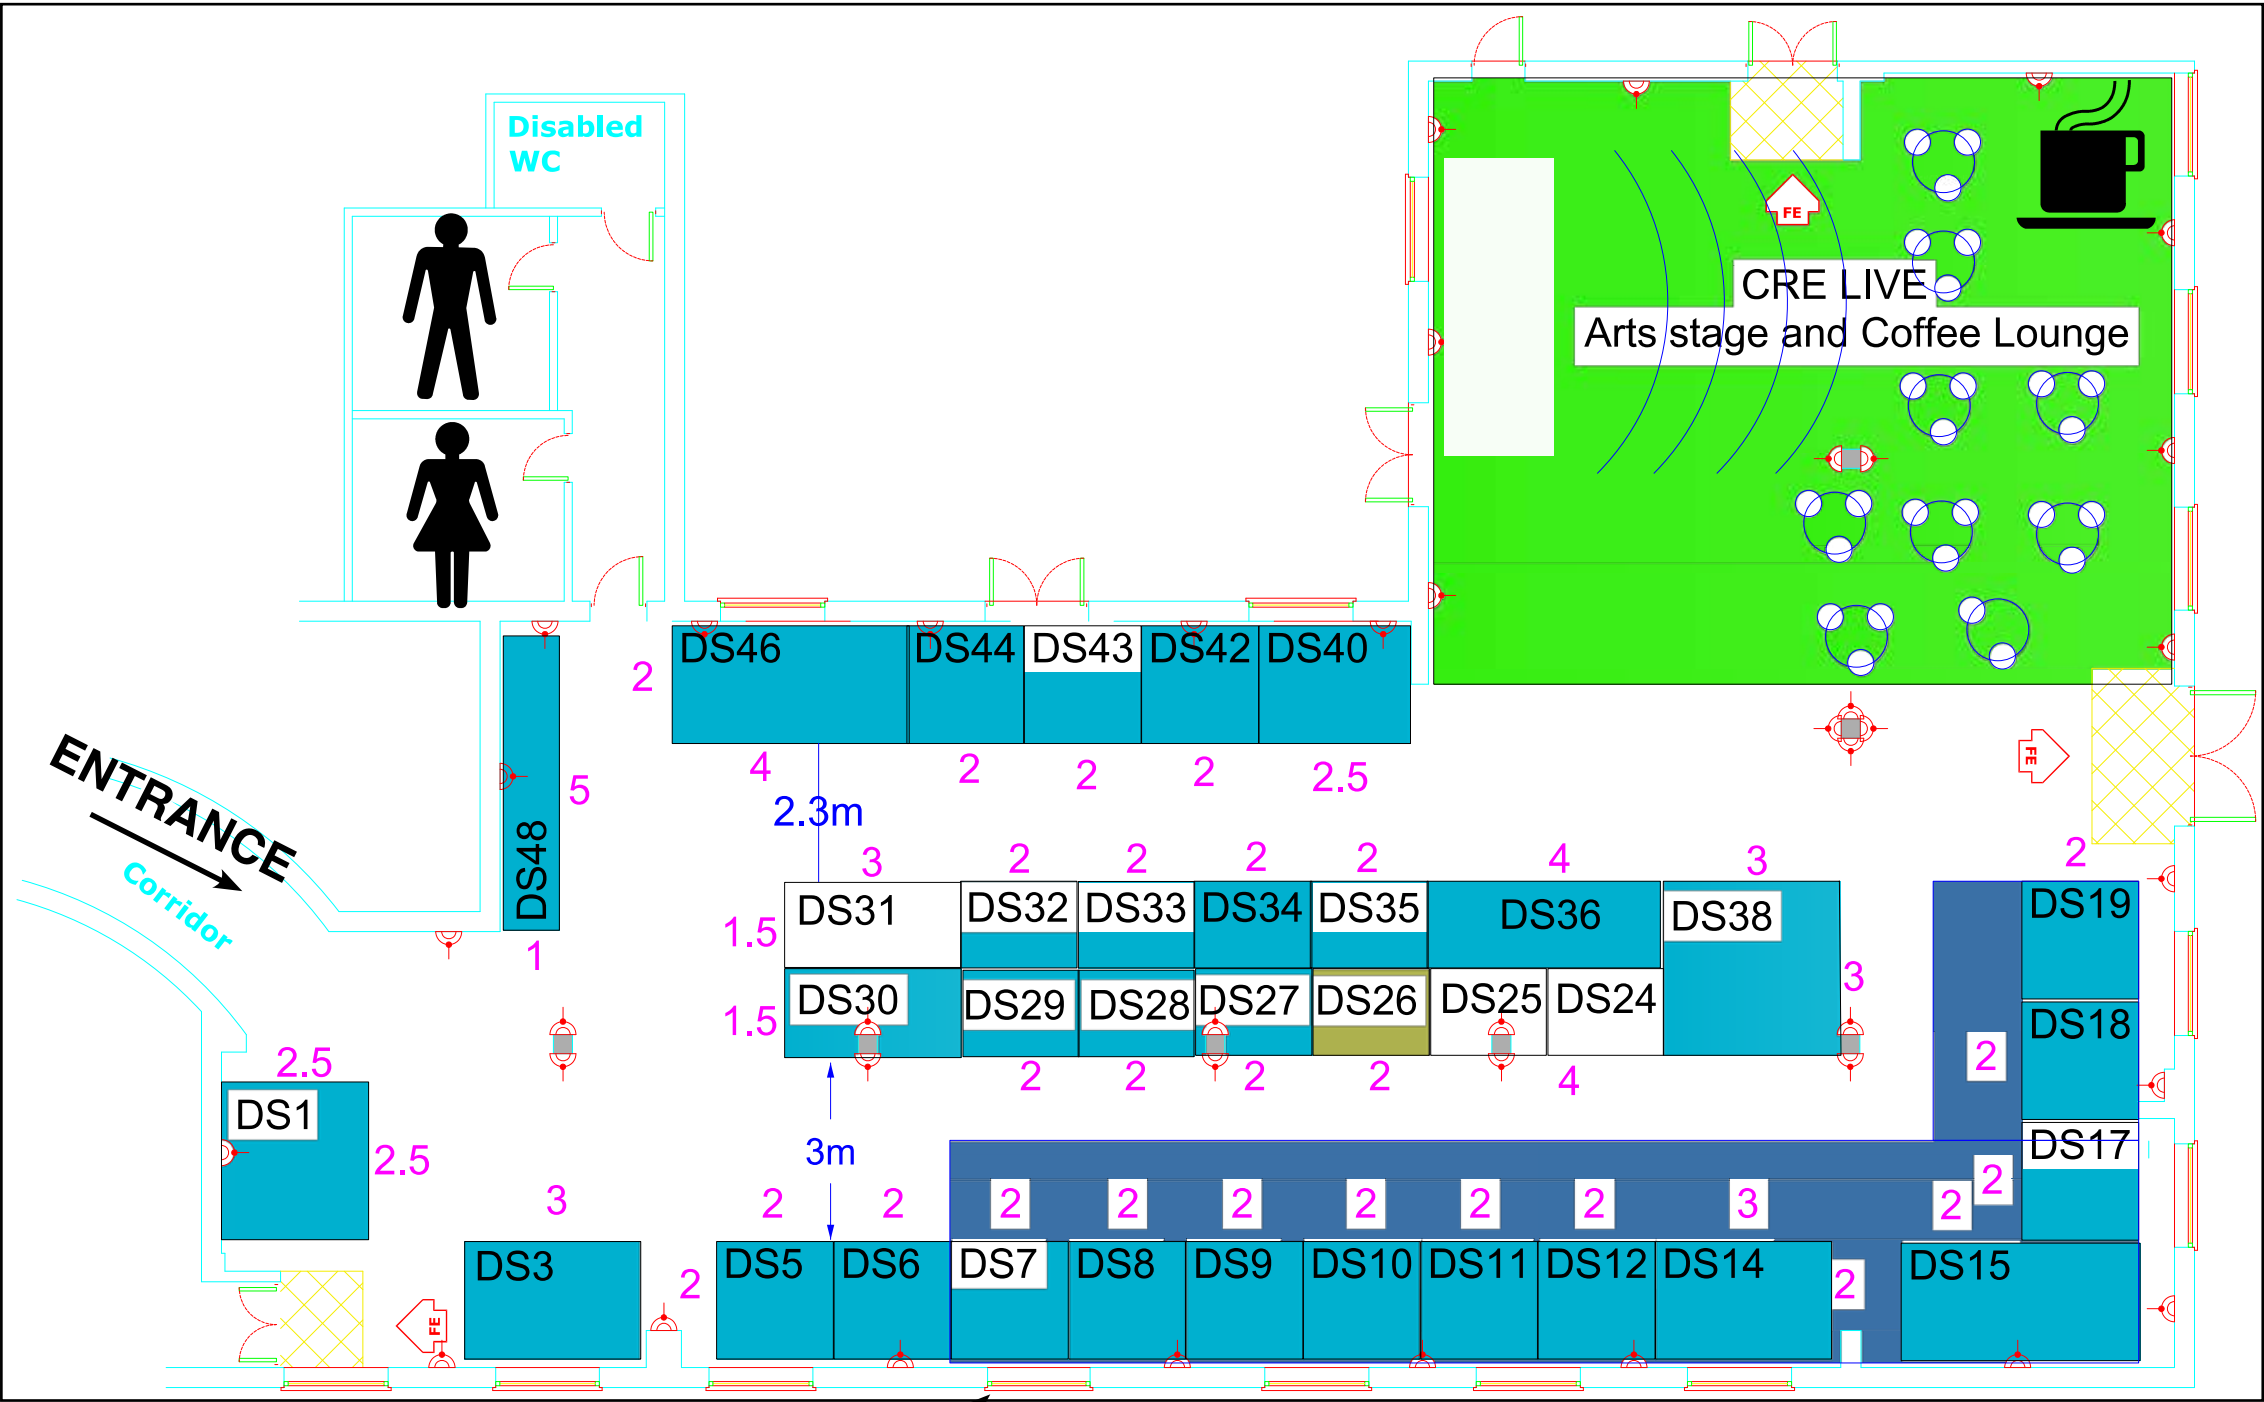 Disabled
WC
FE
CRE LIVE
Arts stage and Coffee Lounge
DS46
DS44
DS43
DS42
DS40
2
ENTRANCE
Corridor
5
DS48
1
4
2
2
2
2.5
2.3m
FE
3
2
2
2
2
4
3
2
1.5
DS31
DS32
DS33
DS34
DS35
DS36
DS38
DS19
1.5
DS30
DS29
DS28
DS27
DS26
DS25
DS24
3
DS18
2
2
2
2
2
4
2.5
DS1
2.5
3m
DS17
2
3
2
2
2
2
2
2
2
2
3
2
DS3
2
DS5
DS6
DS7
DS8
DS9
DS10
DS11
DS12
DS14
2
DS15
FE